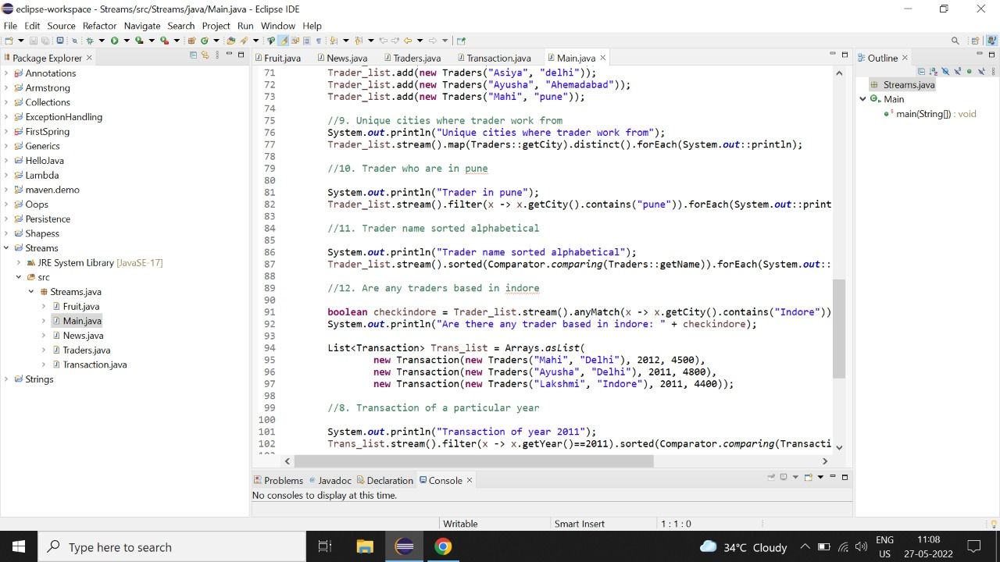 eclipse-workspace - Streams/src/Streams/java/Main.java - Eclipse IDE
File Edit Source Refactor Navigate Search Project Run Window Help
Package Explorer
Annotations
Armstrong
Collections
ExceptionHandling
FirstSpring
Generics
HelloJava
Lambda
maven.demo
Oops
Persistence
Shapess
Streams
JRE System Library [JavaSE-17]
src
Streams.java
Fruit.java
Main.java
News.java
Traders.java
Transaction.java
Strings
Fruit.java News.java Traders.java Transaction.java Main.java
71 Trader_list.add(new Traders("Asiya", "delhi"));
72 Trader_list.add(new Traders("Ayusha", "Ahemadabad"));
73 Trader_list.add(new Traders("Mahi", "pune"));
74
75 //9. Unique cities where trader work from
76 System.out.println("Unique cities where trader work from");
77 Trader_list.stream().map(Traders::getCity).distinct().forEach(System.out::println);
78
79 //10. Trader who are in pune
80
81 System.out.println("Trader in pune");
82 Trader_list.stream().filter(x -> x.getCity().contains("pune")).forEach(System.out::print
83
84 //11. Trader name sorted alphabetical
85
86 System.out.println("Trader name sorted alphabetical");
87 Trader_list.stream().sorted(Comparator.comparing(Traders::getName)).forEach(System.out::
88
89 //12. Are any traders based in indore
90
91 boolean checkindore = Trader_list.stream().anyMatch(x -> x.getCity().contains("Indore"))
92 System.out.println("Are there any trader based in indore: " + checkindore);
93
94 List<Transaction> Trans_list = Arrays.asList(
95 new Transaction(new Traders("Mahi", "Delhi"), 2012, 4500),
96 new Transaction(new Traders("Ayusha", "Delhi"), 2011, 4800),
97 new Transaction(new Traders("Lakshmi", "Indore"), 2011, 4400));
98
99 //8. Transaction of a particular year
100
101 System.out.println("Transaction of year 2011");
102 Trans_list.stream().filter(x -> x.getYear()==2011).sorted(Comparator.comparing(Transacti
Problems Javadoc Declaration Console
No consoles to display at this time.
Outline
Streams.java
Main
main(String[]) : void
Writable Smart Insert 1 : 1 : 0
Type here to search
34°C Cloudy
ENG
US
11:08
27-05-2022